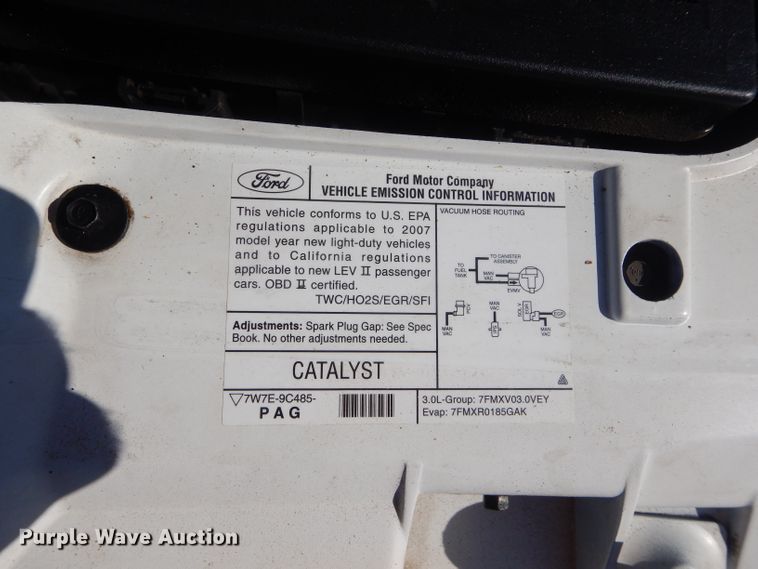 Ford
Ford Motor Company
VEHICLE EMISSION CONTROL INFORMATION
This vehicle conforms to U.S. EPA
regulations applicable to 2007
model year new light-duty vehicles
and to California regulations
applicable to new LEV II passenger
cars. OBD II certified.
TWC/HO2S/EGR/SFI
VACUUM HOSE ROUTING
TO CANISTER
ASSEMBLY
TO
FUEL
TANK
MAN
VAC
EVMV
PCV
MAN
VAC
MAN
VAC
EGR
MAN
VAC
EGR
Adjustments: Spark Plug Gap: See Spec
Book. No other adjustments needed.
CATALYST
7W7E-9C485-
PAG
3.0L-Group: 7FMXV03.0VEY
Evap: 7FMXR0185GAK
Purple Wave Auction